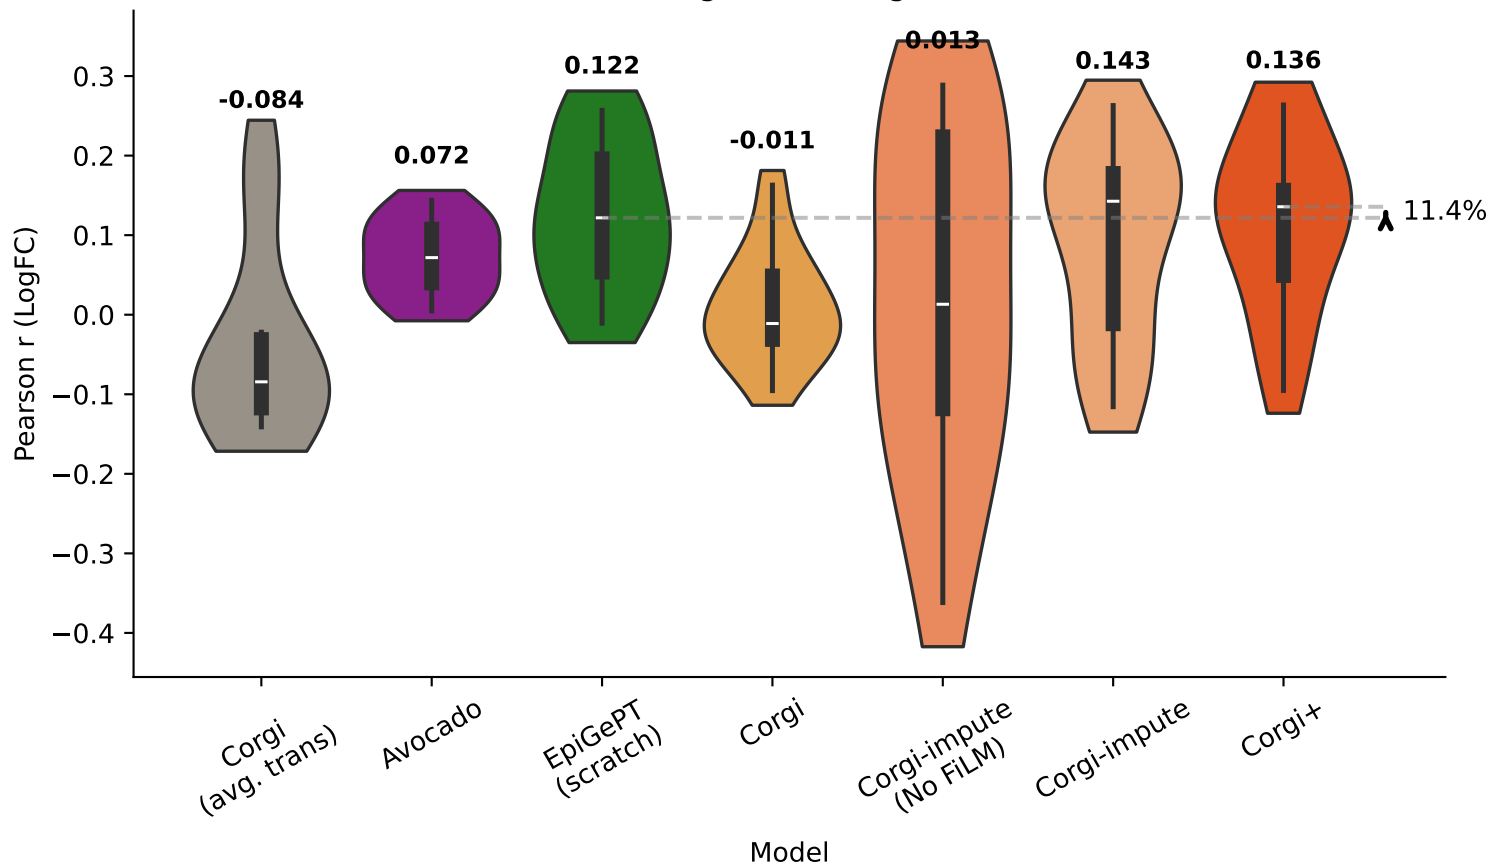 0.013
0.143
0.136
0.122
-0.084
-0.011
0.072
11.4%
0.3
0.2
0.1
0.0
−0.1
−0.2
−0.3
−0.4
Pearson r (LogFC)
Corgi
(avg. trans)
Avocado
EpiGePT
(scratch)
Corgi
Corgi-impute
(No FiLM)
Corgi-impute
Corgi+
Model